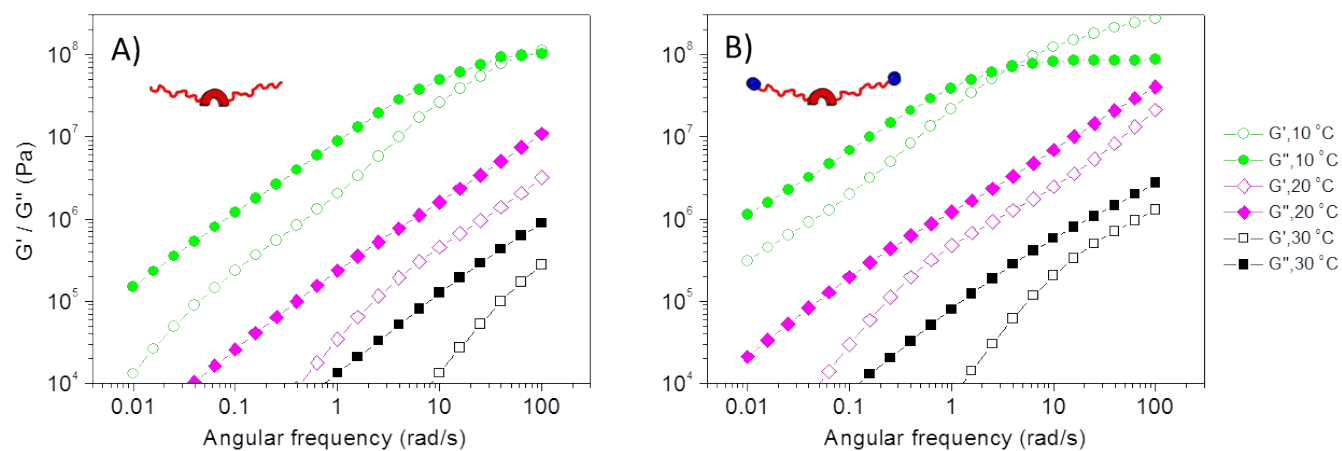 A)
10⁸
10⁷
10⁶
10⁵
10⁴
G' / G'' (Pa)
0.01 0.1 1 10 100
Angular frequency (rad/s)
B)
10⁸
10⁷
10⁶
10⁵
10⁴
0.01 0.1 1 10 100
Angular frequency (rad/s)
G',10 °C
G'',10 °C
G',20 °C
G'',20 °C
G',30 °C
G'',30 °C